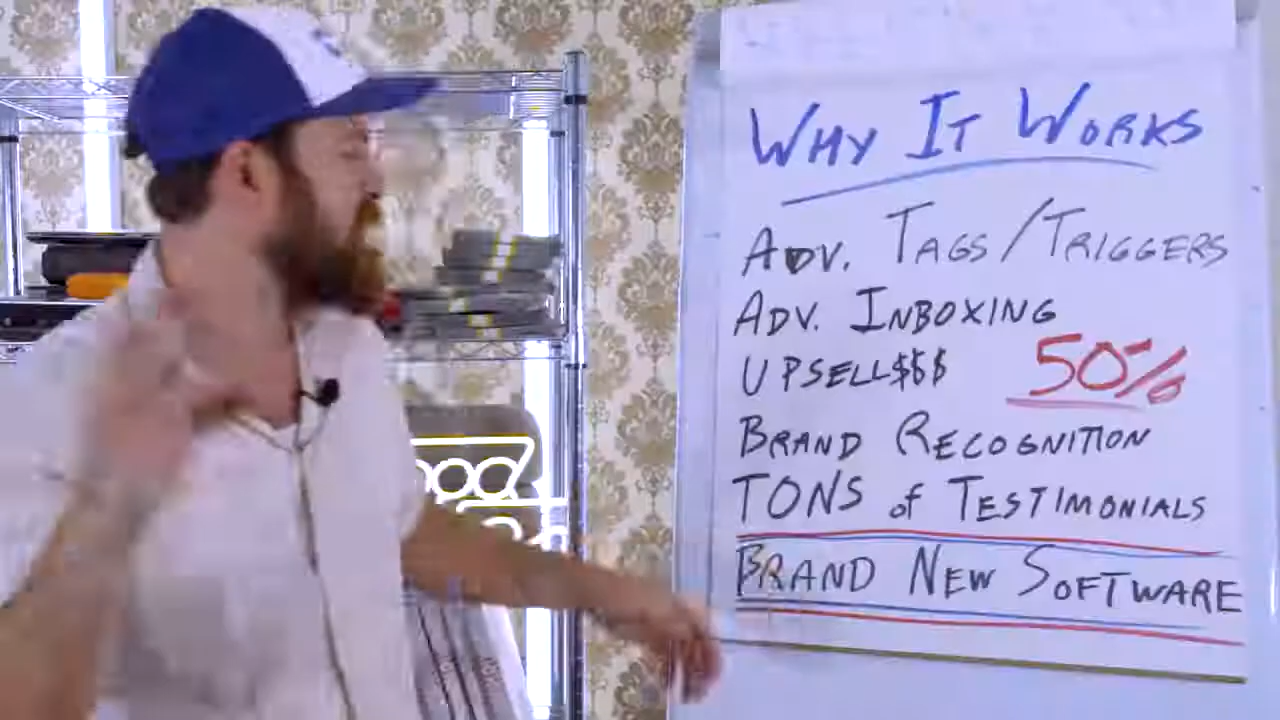 WHY IT WORKS
ADV. TAGS/TRIGGERS
ADV. INBOXING
UPSELL$$$ 50%
BRAND RECOGNITION
TONS of TESTIMONIALS
BRAND NEW SOFTWARE